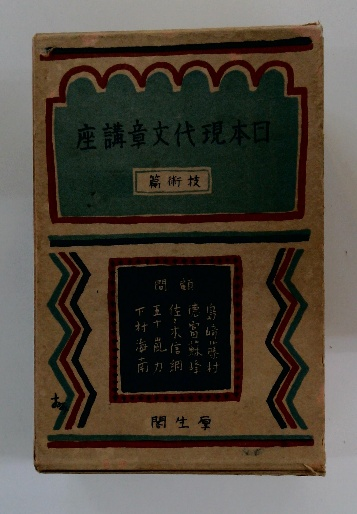 日本現代文章講座
技術篇
顧問
島崎藤村
徳富蘇峰
佐々木信綱
五十嵐力
下村海南
厚生閣